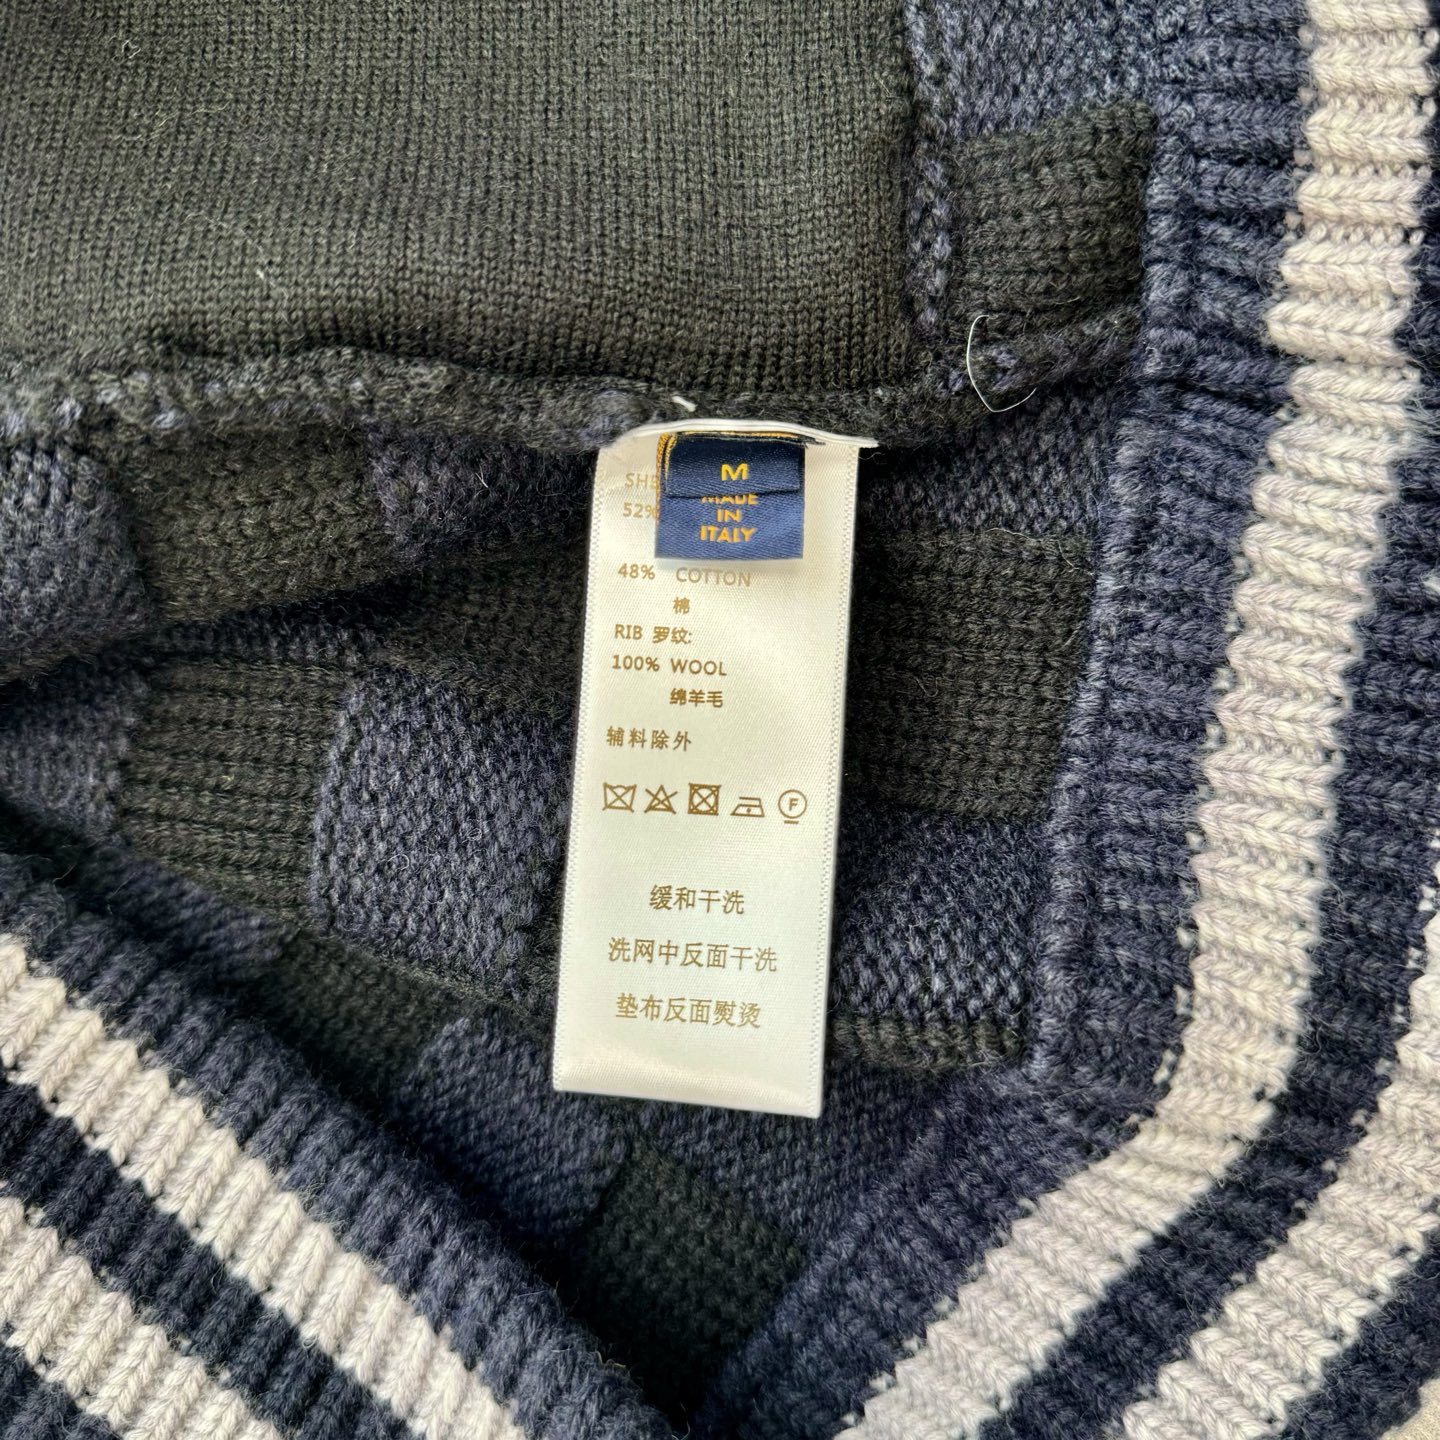 M
MADE
IN
ITALY
52%
48% COTTON
棉
RIB 罗纹:
100% WOOL
绵羊毛
辅料除外
F
缓和干洗
洗网中反面干洗
垫布反面熨烫